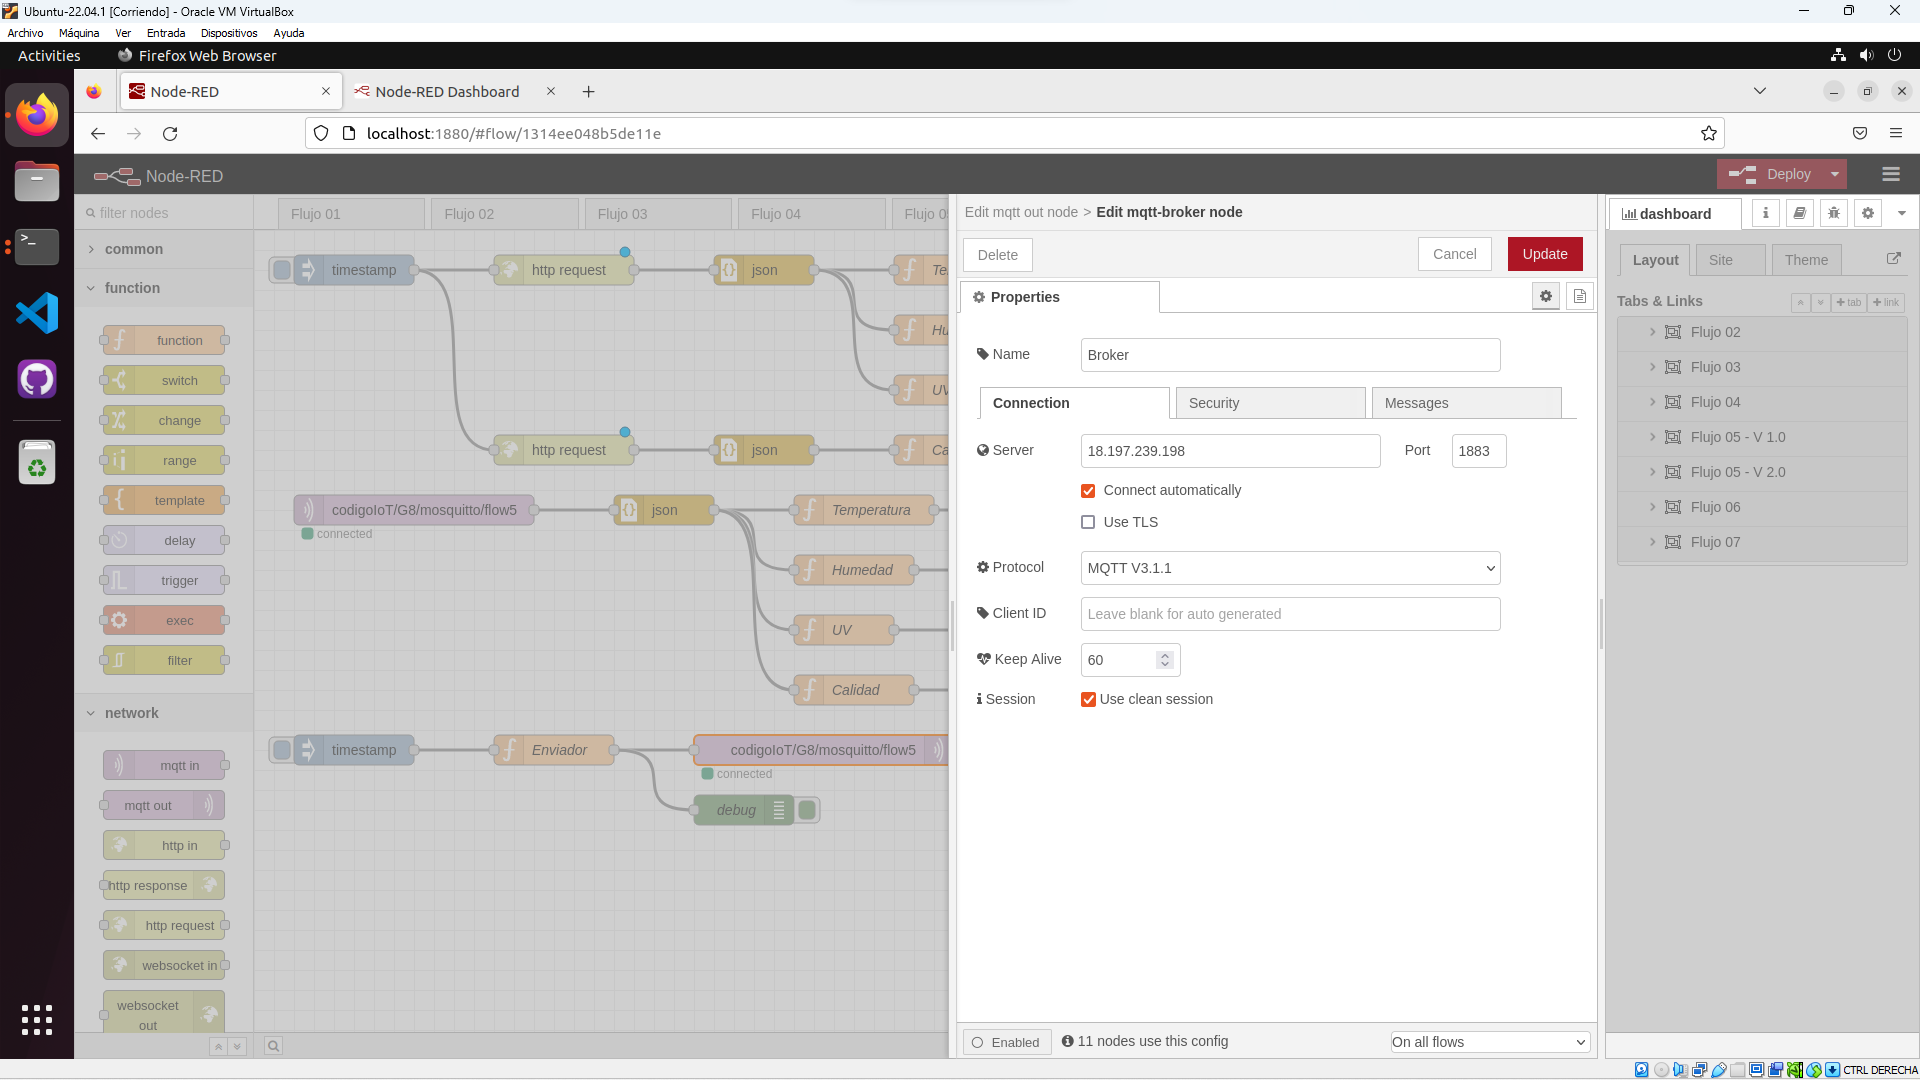 Ubuntu-22.04.1 [Corriendo] - Oracle VM VirtualBox
Archivo Máquina Ver Entrada Dispositivos Ayuda
Activities Firefox Web Browser
Node-RED
Node-RED Dashboard
localhost:1880/#flow/1314ee048b5de11e
Node-RED
Deploy
filter nodes
common
function
function
switch
change
range
template
delay
trigger
exec
filter
network
mqtt in
mqtt out
http in
http response
http request
websocket in
websocket
out
Flujo 01
Flujo 02
Flujo 03
Flujo 04
timestamp
http request
json
http request
json
codigoIoT/G8/mosquitto/flow5
connected
json
Temperatura
Humedad
UV
Calidad
timestamp
Enviador
codigoIoT/G8/mosquitto/flow5
connected
debug
Edit mqtt out node > Edit mqtt-broker node
Delete
Cancel
Update
Properties
Name
Broker
Connection
Security
Messages
Server
18.197.239.198
Port
1883
Connect automatically
Use TLS
Protocol
MQTT V3.1.1
Client ID
Leave blank for auto generated
Keep Alive
60
Session
Use clean session
Enabled
11 nodes use this config
On all flows
dashboard
Layout
Site
Theme
Tabs & Links
tab
link
Flujo 02
Flujo 03
Flujo 04
Flujo 05 - V 1.0
Flujo 05 - V 2.0
Flujo 06
Flujo 07
CTRL DERECHA